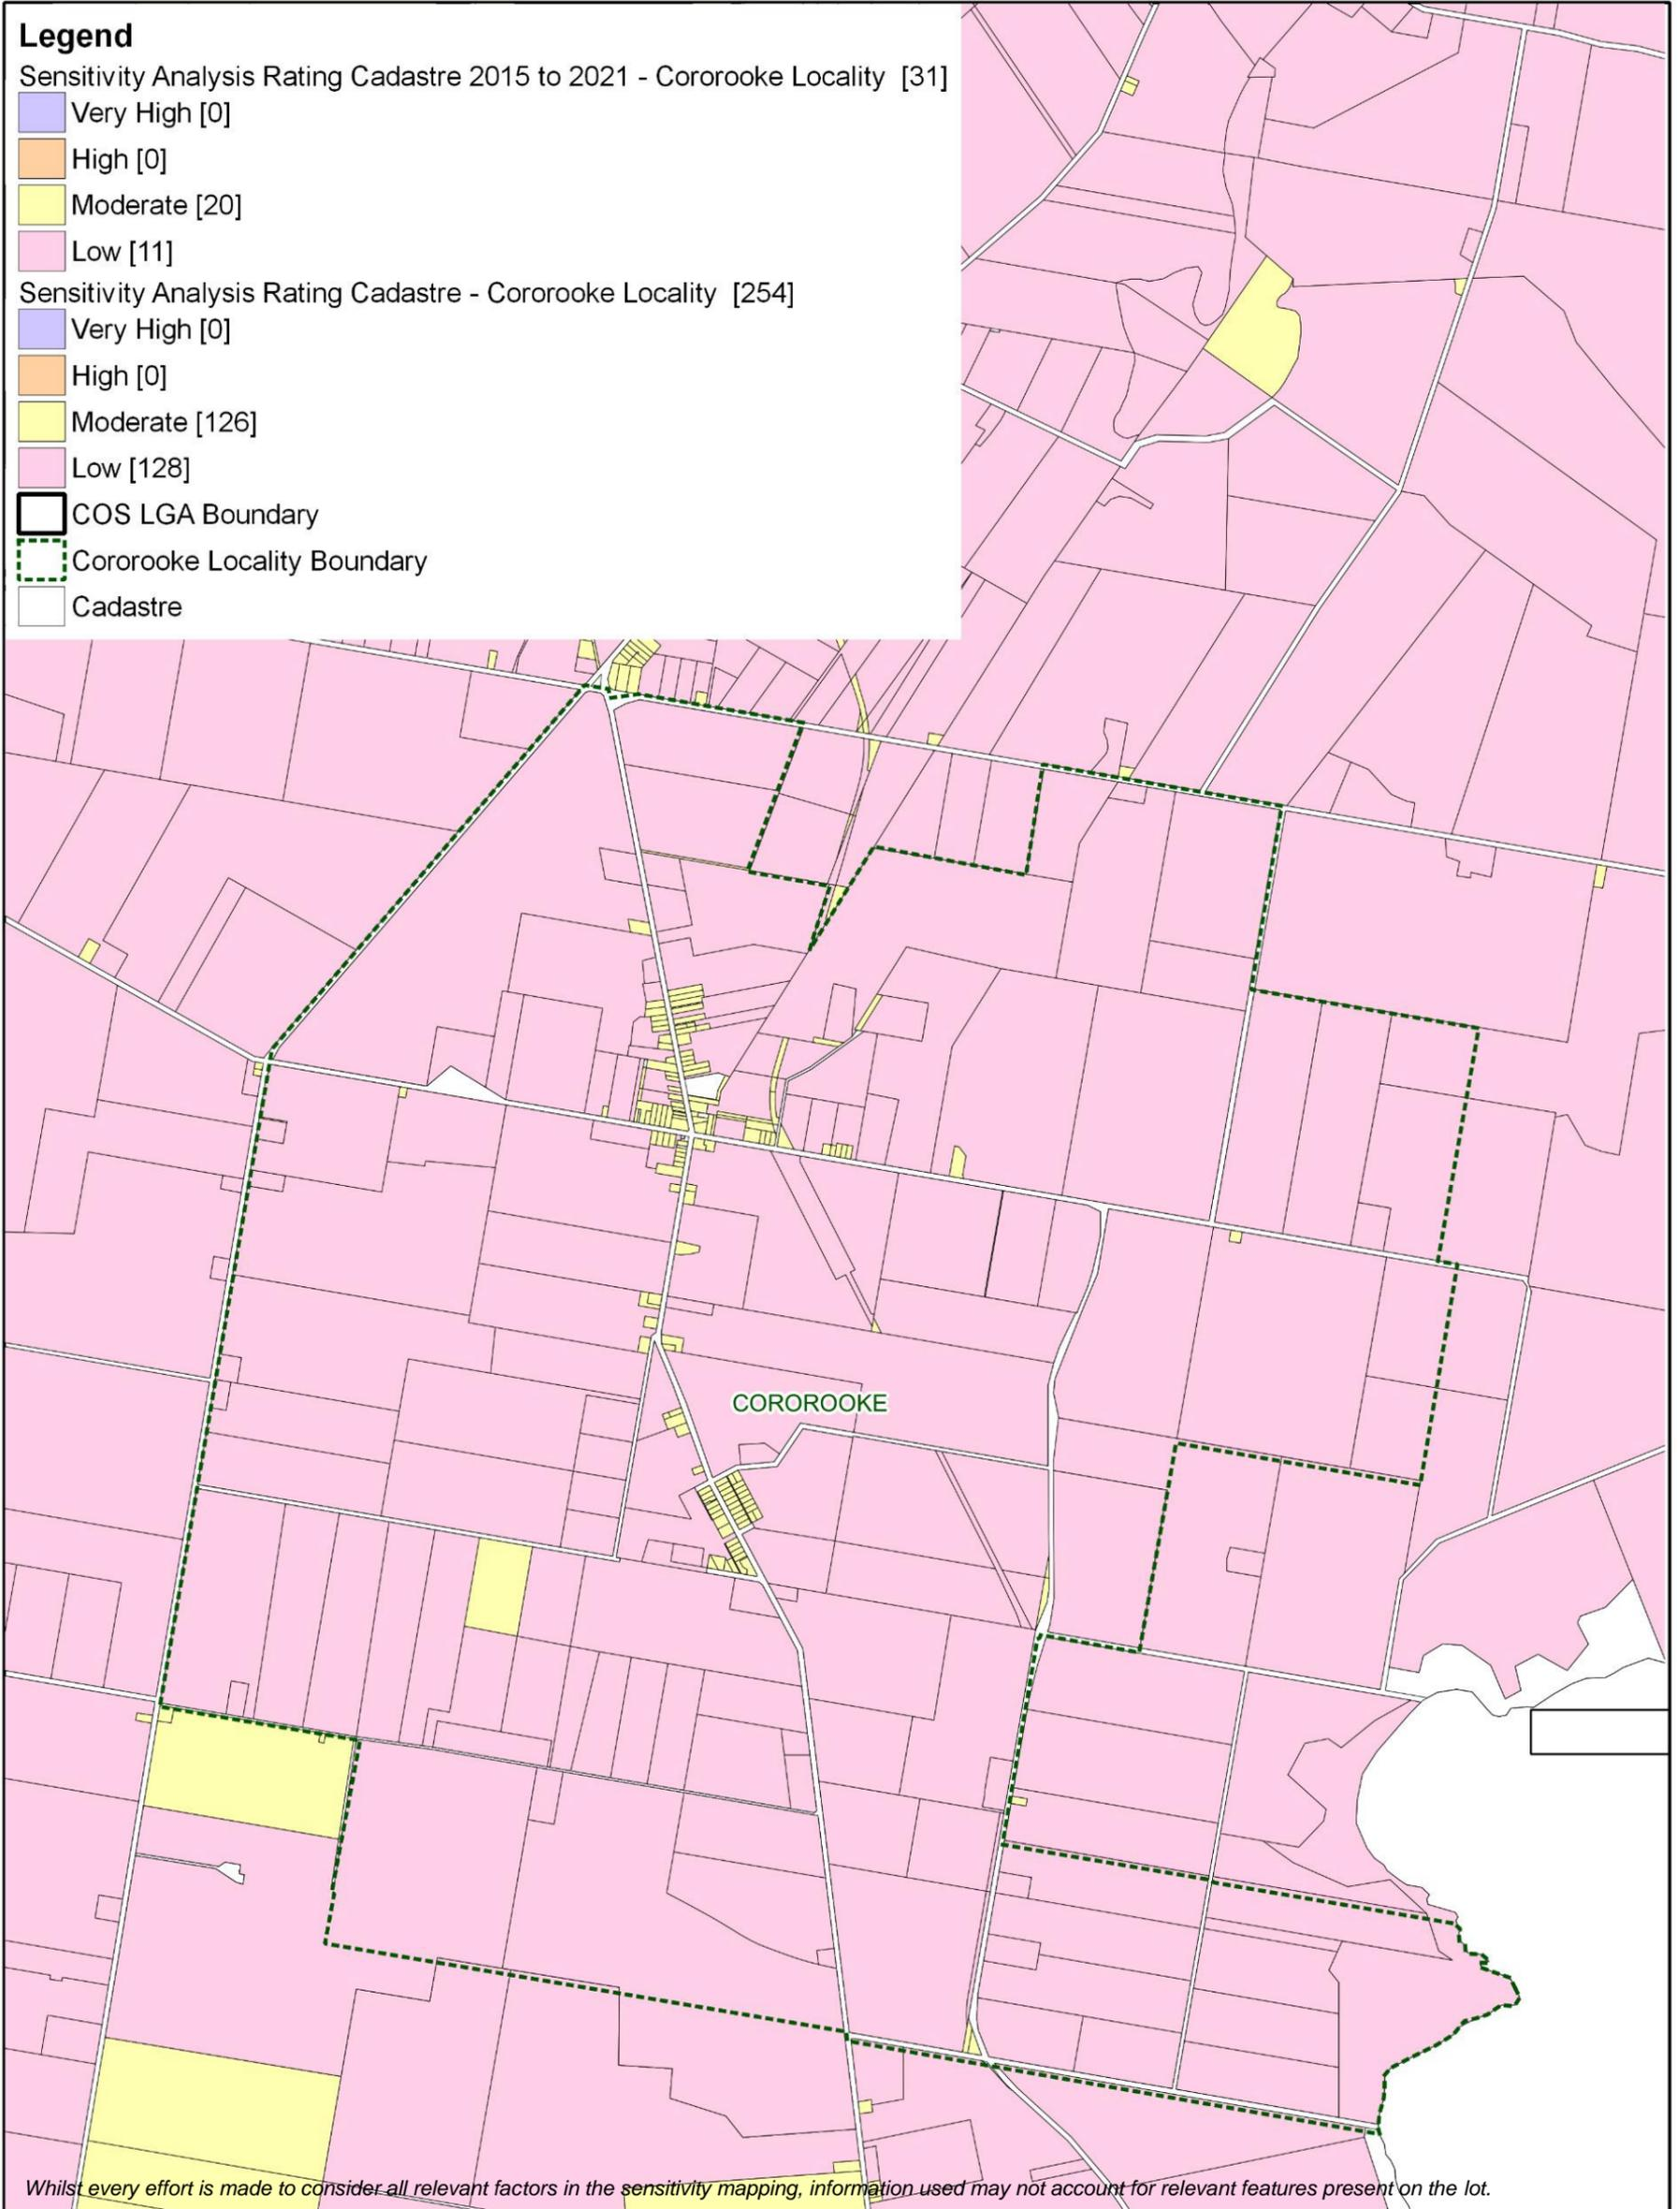 Legend
Sensitivity Analysis Rating Cadastre 2015 to 2021 - Cororooke Locality [31]
Very High [0]
High [0]
Moderate [20]
Low [11]
Sensitivity Analysis Rating Cadastre - Cororooke Locality [254]
Very High [0]
High [0]
Moderate [126]
Low [128]
COS LGA Boundary
Cororooke Locality Boundary
Cadastre
COROROOKE
Whilst every effort is made to consider all relevant factors in the sensitivity mapping, information used may not account for relevant features present on the lot.